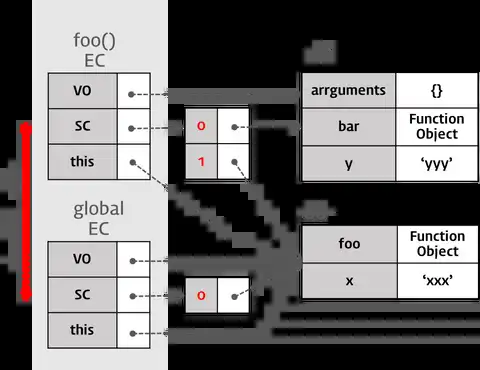 foo()
EC
VO
SC
this
0
1
arrguments
{}
bar
Function
Object
y
‘yyy’
global
EC
VO
SC
this
0
foo
Function
Object
x
‘xxx’